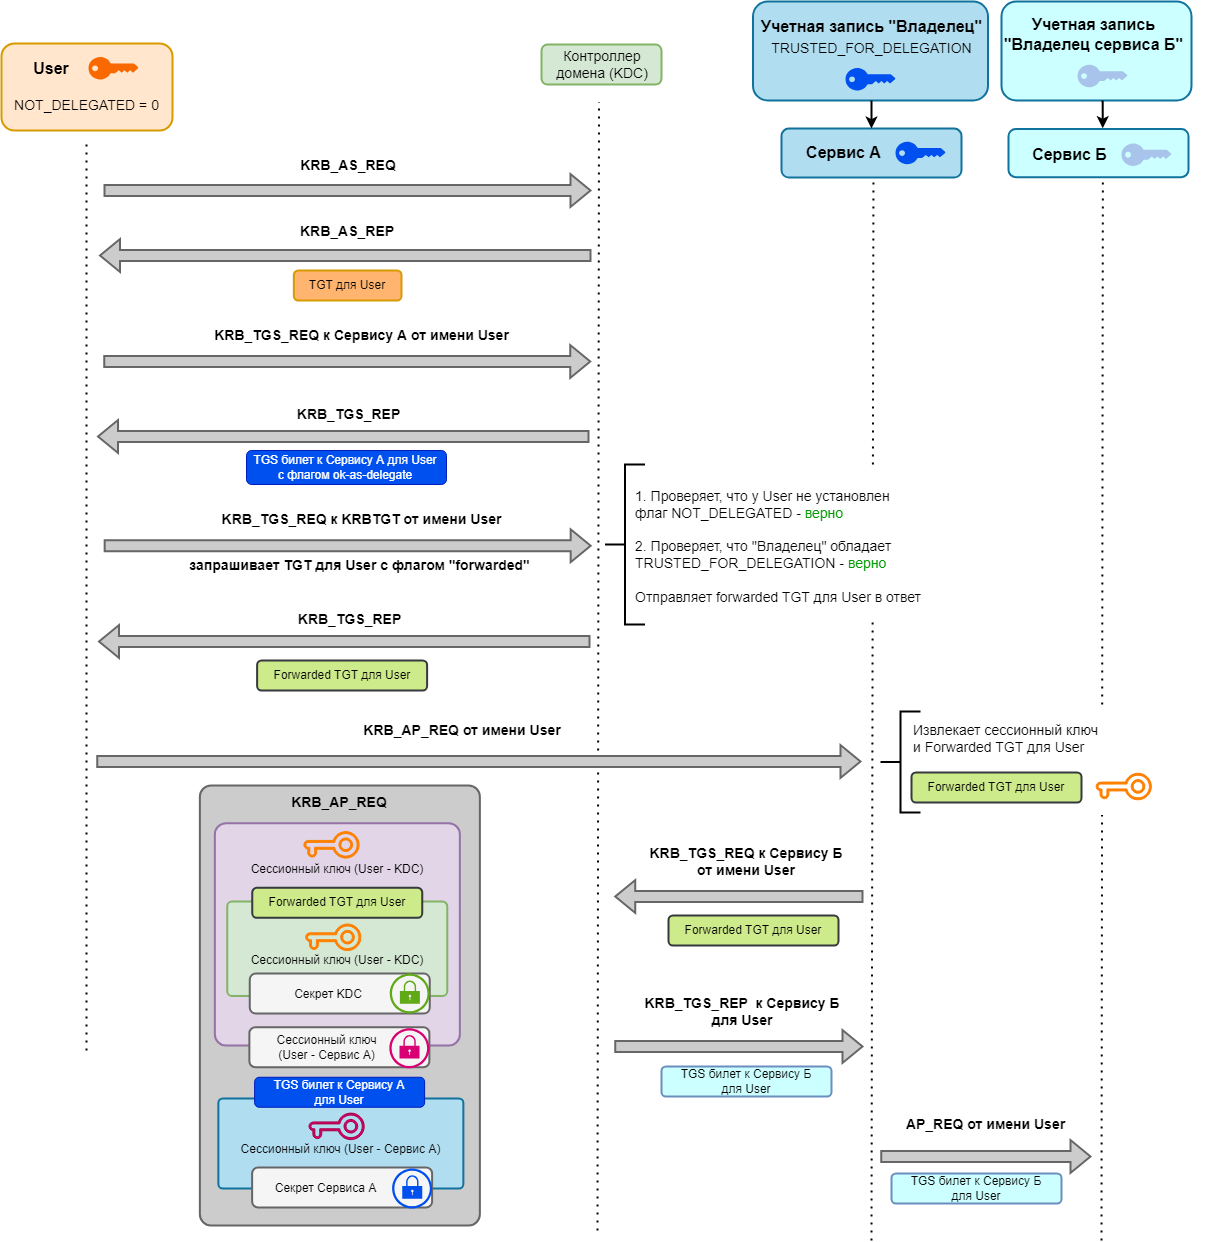 User
NOT_DELEGATED = 0
Контроллер
домена (KDC)
Учетная запись "Владелец"
TRUSTED_FOR_DELEGATION
Учетная запись
"Владелец сервиса Б"
Сервис А
Сервис Б
KRB_AS_REQ
KRB_AS_REP
TGT для User
KRB_TGS_REQ к Сервису А от имени User
KRB_TGS_REP
TGS билет к Сервису А для User
с флагом ok-as-delegate
KRB_TGS_REQ к KRBTGT от имени User
запрашивает TGT для User с флагом "forwarded"
1. Проверяет, что у User не установлен
флаг NOT_DELEGATED - верно
2. Проверяет, что "Владелец" обладает
TRUSTED_FOR_DELEGATION - верно
Отправляет forwarded TGT для User в ответ
KRB_TGS_REP
Forwarded TGT для User
KRB_AP_REQ от имени User
Извлекает сессионный ключ
и Forwarded TGT для User
Forwarded TGT для User
KRB_AP_REQ
Сессионный ключ (User - KDC)
Forwarded TGT для User
Сессионный ключ (User - KDC)
Секрет KDC
Сессионный ключ
(User - Сервис А)
TGS билет к Сервису А
для User
Сессионный ключ (User - Сервис А)
Секрет Сервиса А
KRB_TGS_REQ к Сервису Б
от имени User
Forwarded TGT для User
KRB_TGS_REP к Сервису Б
для User
TGS билет к Сервису Б
для User
AP_REQ от имени User
TGS билет к Сервису Б
для User